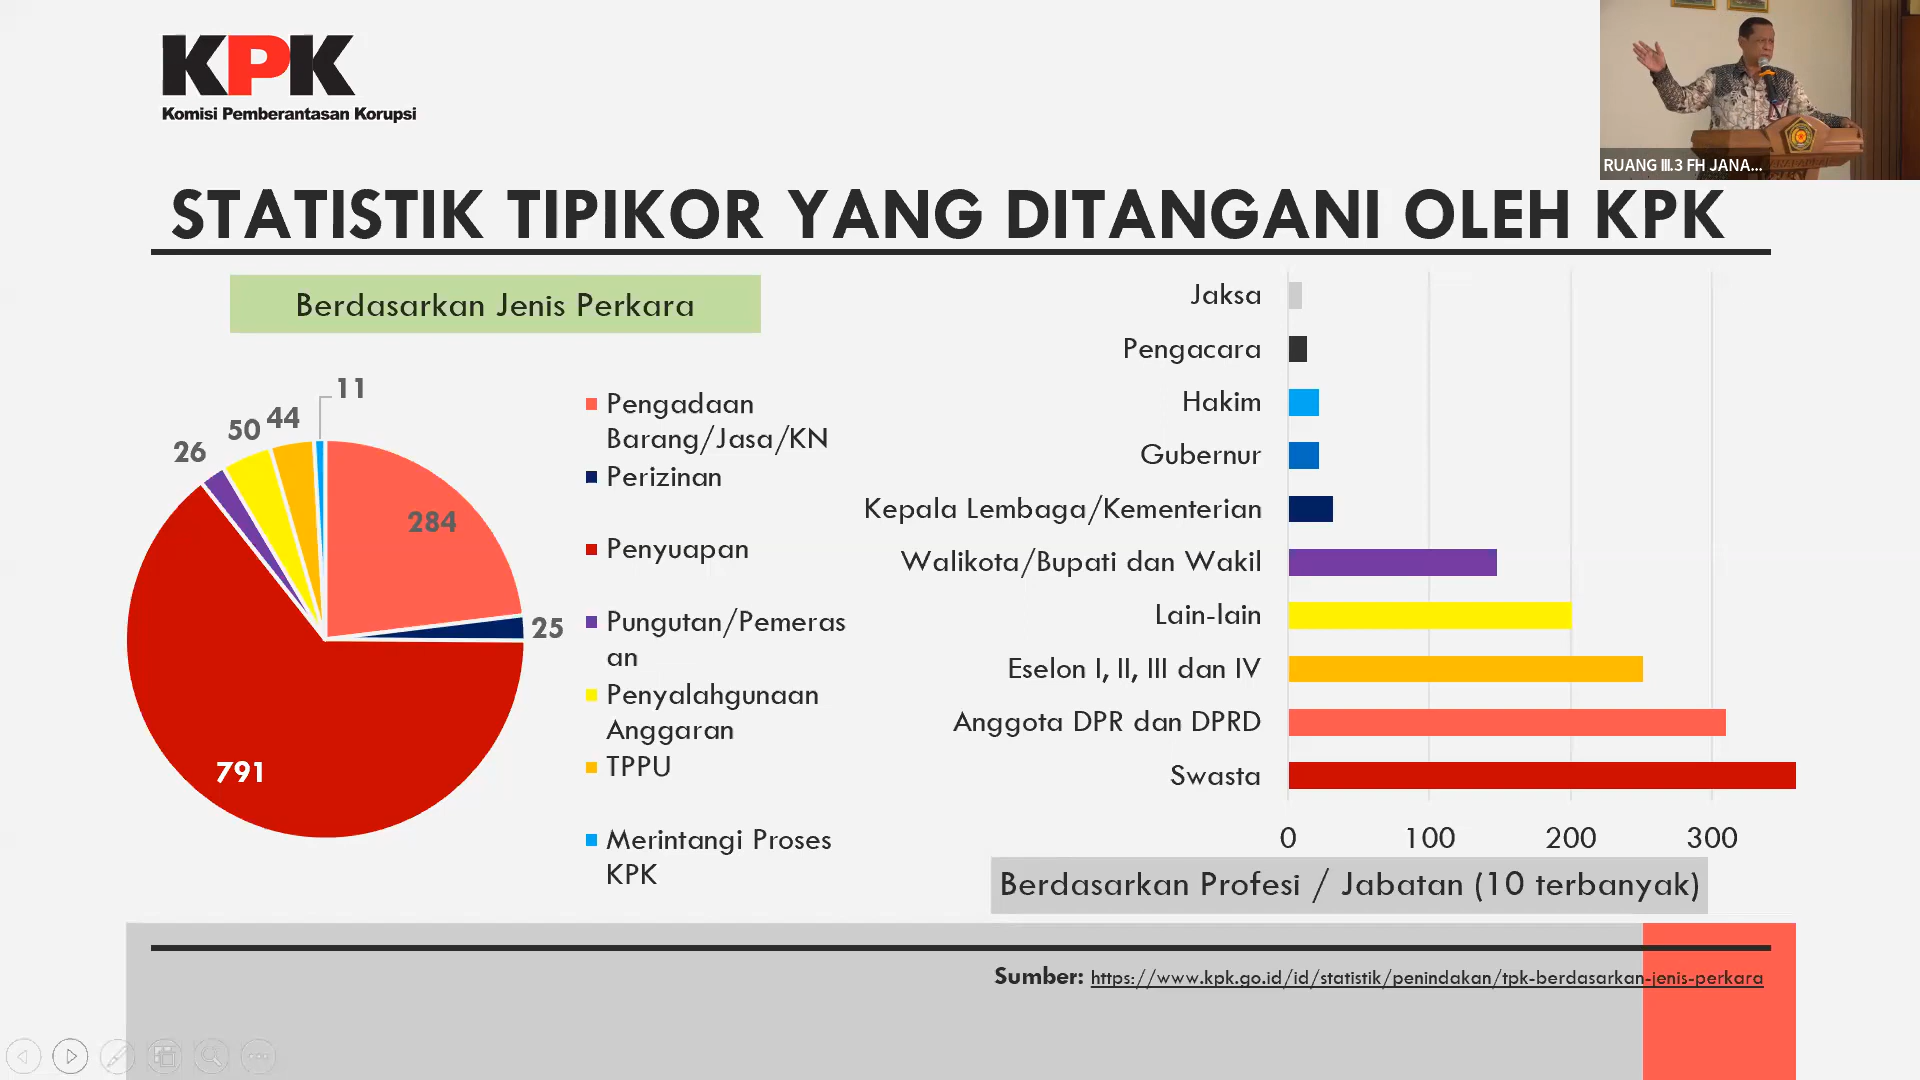 KPK
Komisi Pemberantasan Korupsi
RUANG III.3 FH JANA...
STATISTIK TIPIKOR YANG DITANGANI OLEH KPK
Berdasarkan Jenis Perkara
11
44
50
26
284
25
791
Pengadaan
Barang/Jasa/KN
Perizinan
Penyuapan
Pungutan/Pemeras
an
Penyalahgunaan
Anggaran
TPPU
Merintangi Proses
KPK
Jaksa
Pengacara
Hakim
Gubernur
Kepala Lembaga/Kementerian
Walikota/Bupati dan Wakil
Lain-lain
Eselon I, II, III dan IV
Anggota DPR dan DPRD
Swasta
0 100 200 300
Berdasarkan Profesi / Jabatan (10 terbanyak)
Sumber: https://www.kpk.go.id/id/statistik/penindakan/tpk-berdasarkan-jenis-perkara